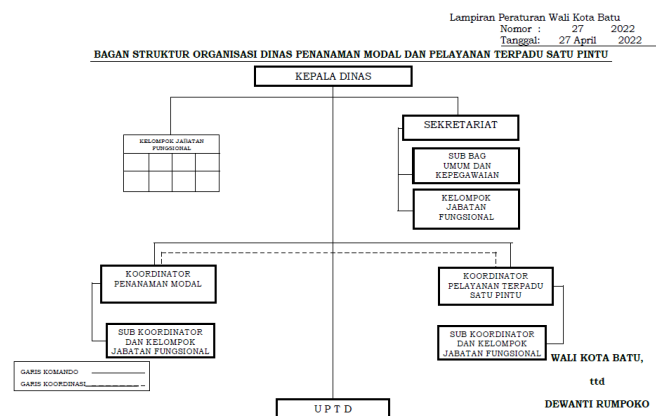 Lampiran Peraturan Wali Kota Batu
Nomor : 27 2022
Tanggal: 27 April 2022
BAGAN STRUKTUR ORGANISASI DINAS PENANAMAN MODAL DAN PELAYANAN TERPADU SATU PINTU
KEPALA DINAS
KELOMPOK JABATAN
FUNGSIONAL
SEKRETARIAT
SUB BAG
UMUM DAN
KEPEGAWAIAN
KELOMPOK
JABATAN
FUNGSIONAL
KOORDINATOR
PENANAMAN MODAL
KOORDINATOR
PELAYANAN TERPADU
SATU PINTU
SUB KOORDINATOR
DAN KELOMPOK
JABATAN FUNGSIONAL
SUB KOORDINATOR
DAN KELOMPOK
JABATAN FUNGSIONAL
GARIS KOMANDO
GARIS KOORDINASI
WALI KOTA BATU,
ttd
DEWANTI RUMPOKO
U P T D